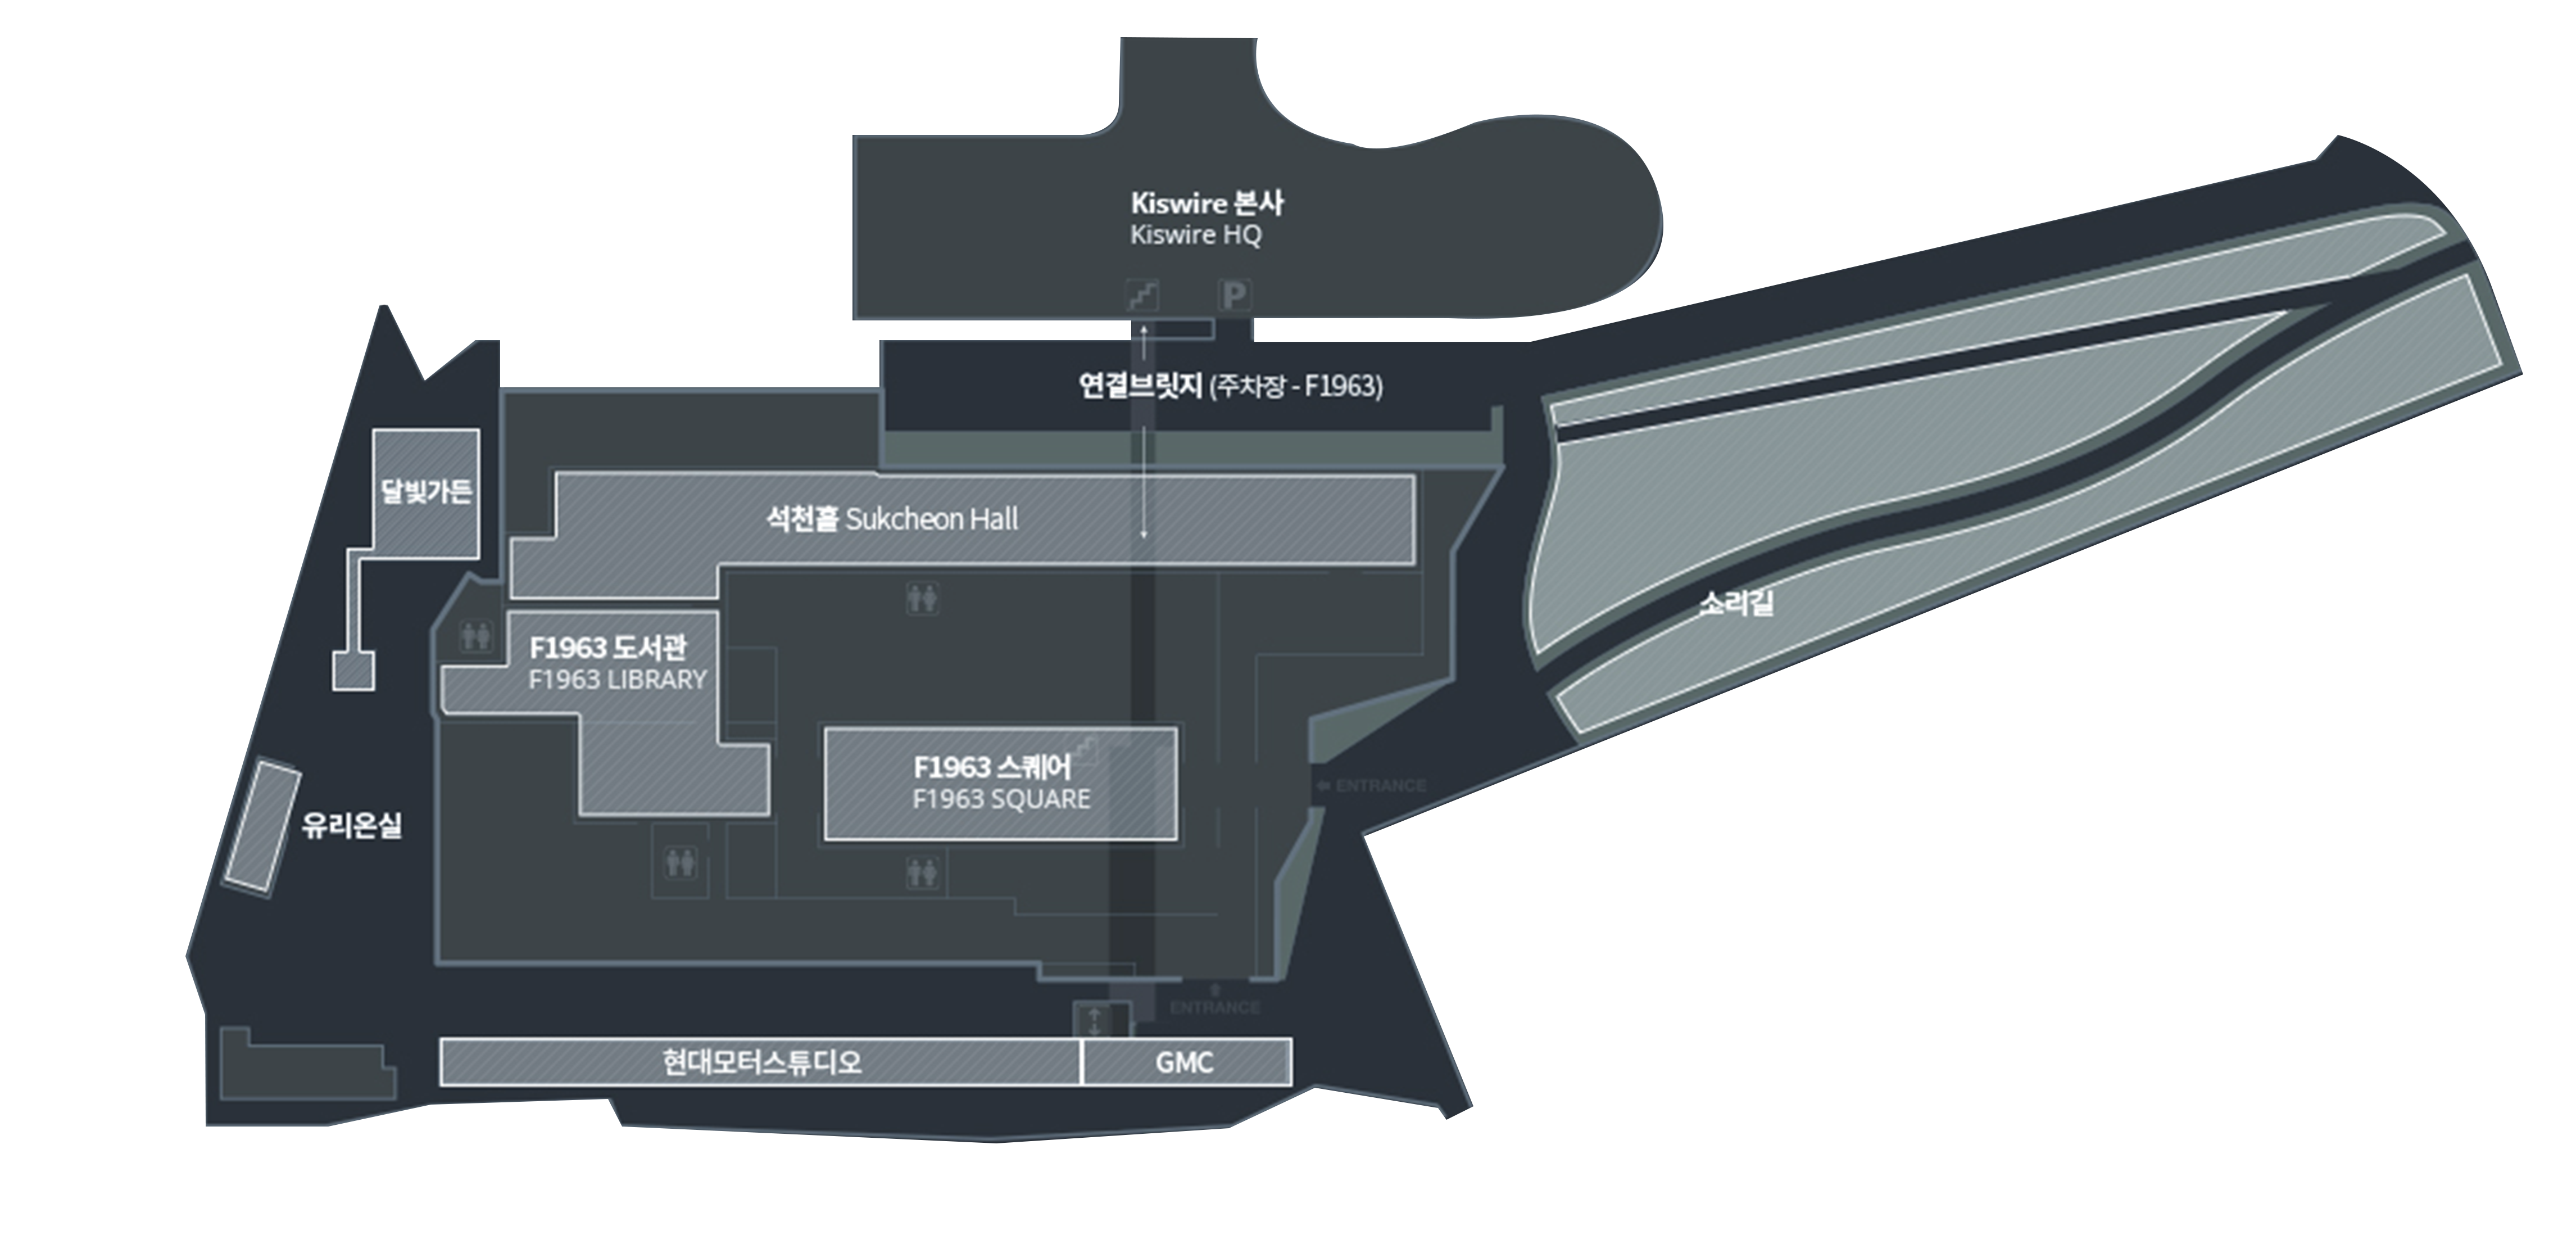 Kiswire 본사
Kiswire HQ
P
연결브릿지 (주차장 - F1963)
달빛가든
석천홀 Sukcheon Hall
F1963 도서관
F1963 LIBRARY
소리길
F1963 스퀘어
F1963 SQUARE
ENTRANCE
유리온실
ENTRANCE
현대모터스튜디오
GMC